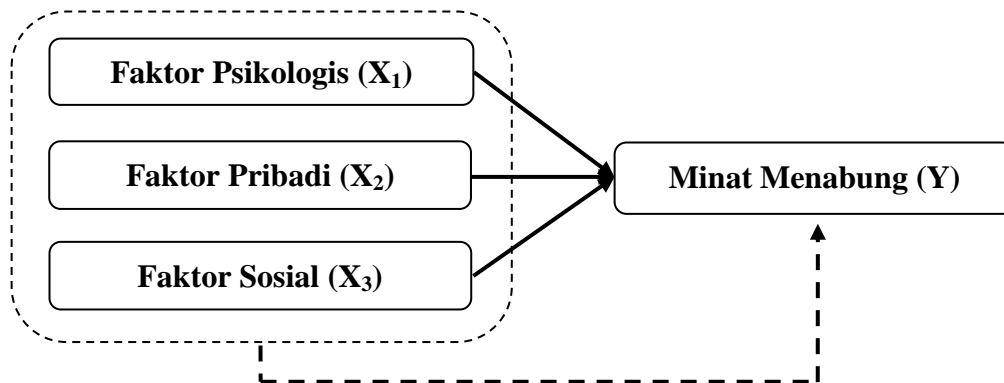 Faktor Psikologis (X₁)
Faktor Pribadi (X₂)
Minat Menabung (Y)
Faktor Sosial (X₃)